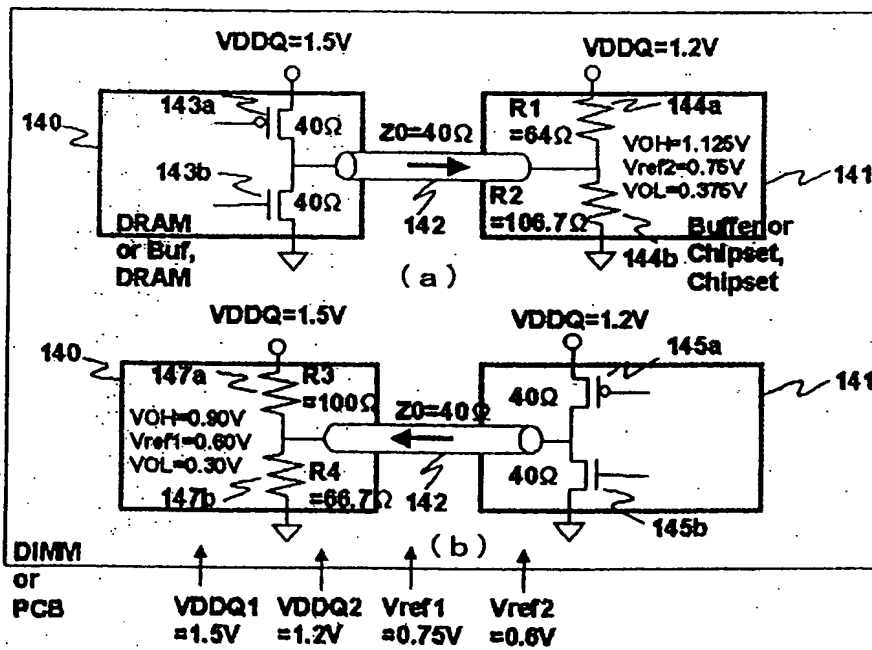 VDDQ=1.5V
VDDQ=1.2V
140
143a
40Ω
Z0=40Ω
R1
=64Ω
144a
VOH=1.125V
Vref2=0.75V
VOL=0.375V
141
143b
40Ω
142
R2
=106.7Ω
144b
DRAM
or Buf,
DRAM
(a)
Buffer or
Chipset,
Chipset
VDDQ=1.5V
VDDQ=1.2V
140
147a
R3
=100Ω
Z0=40Ω
40Ω
145a
141
VOH=0.90V
Vref1=0.60V
VOL=0.30V
147b
R4
=66.7Ω
142
40Ω
145b
(b)
DIMM
or
PCB
VDDQ1
=1.5V
VDDQ2
=1.2V
Vref1
=0.75V
Vref2
=0.6V